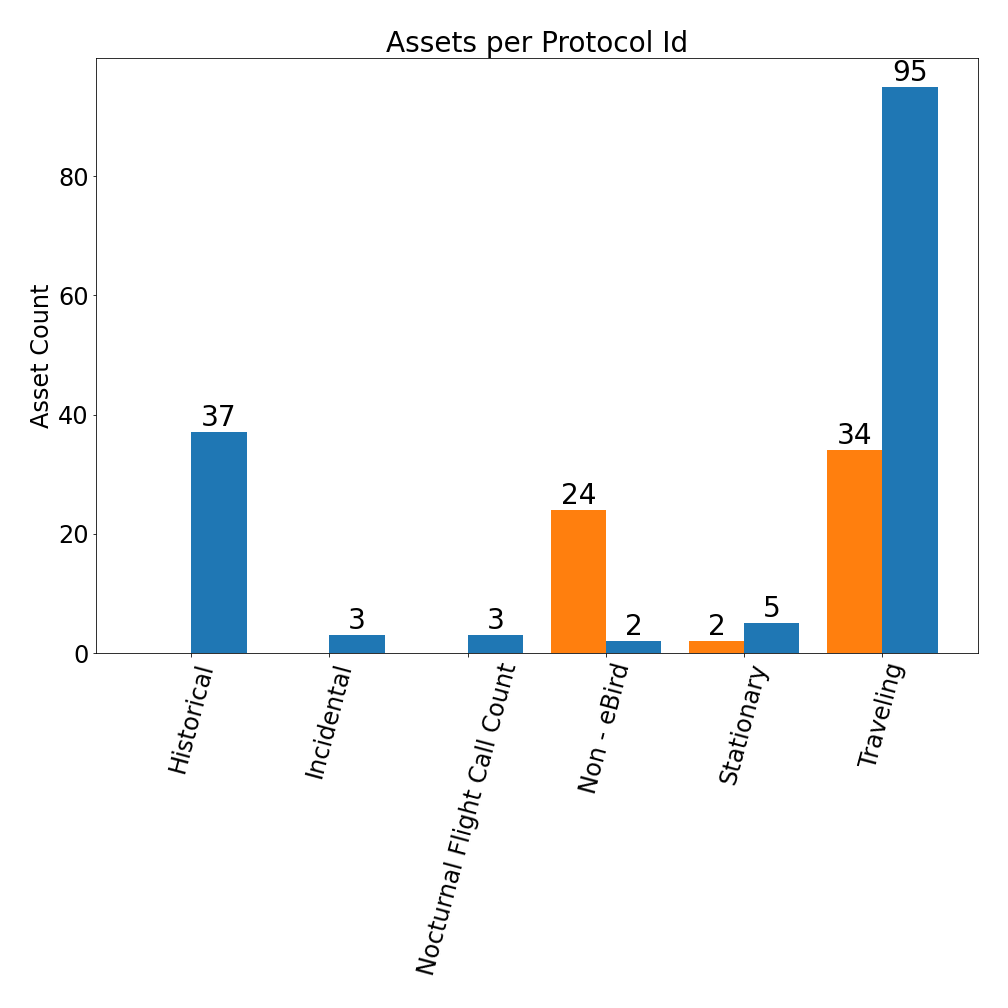 Assets per Protocol Id
95
80
60
Asset Count
40
37
34
24
20
3
3
2
2
5
0
Historical
Incidental
Nocturnal Flight Call Count
Non - eBird
Stationary
Traveling